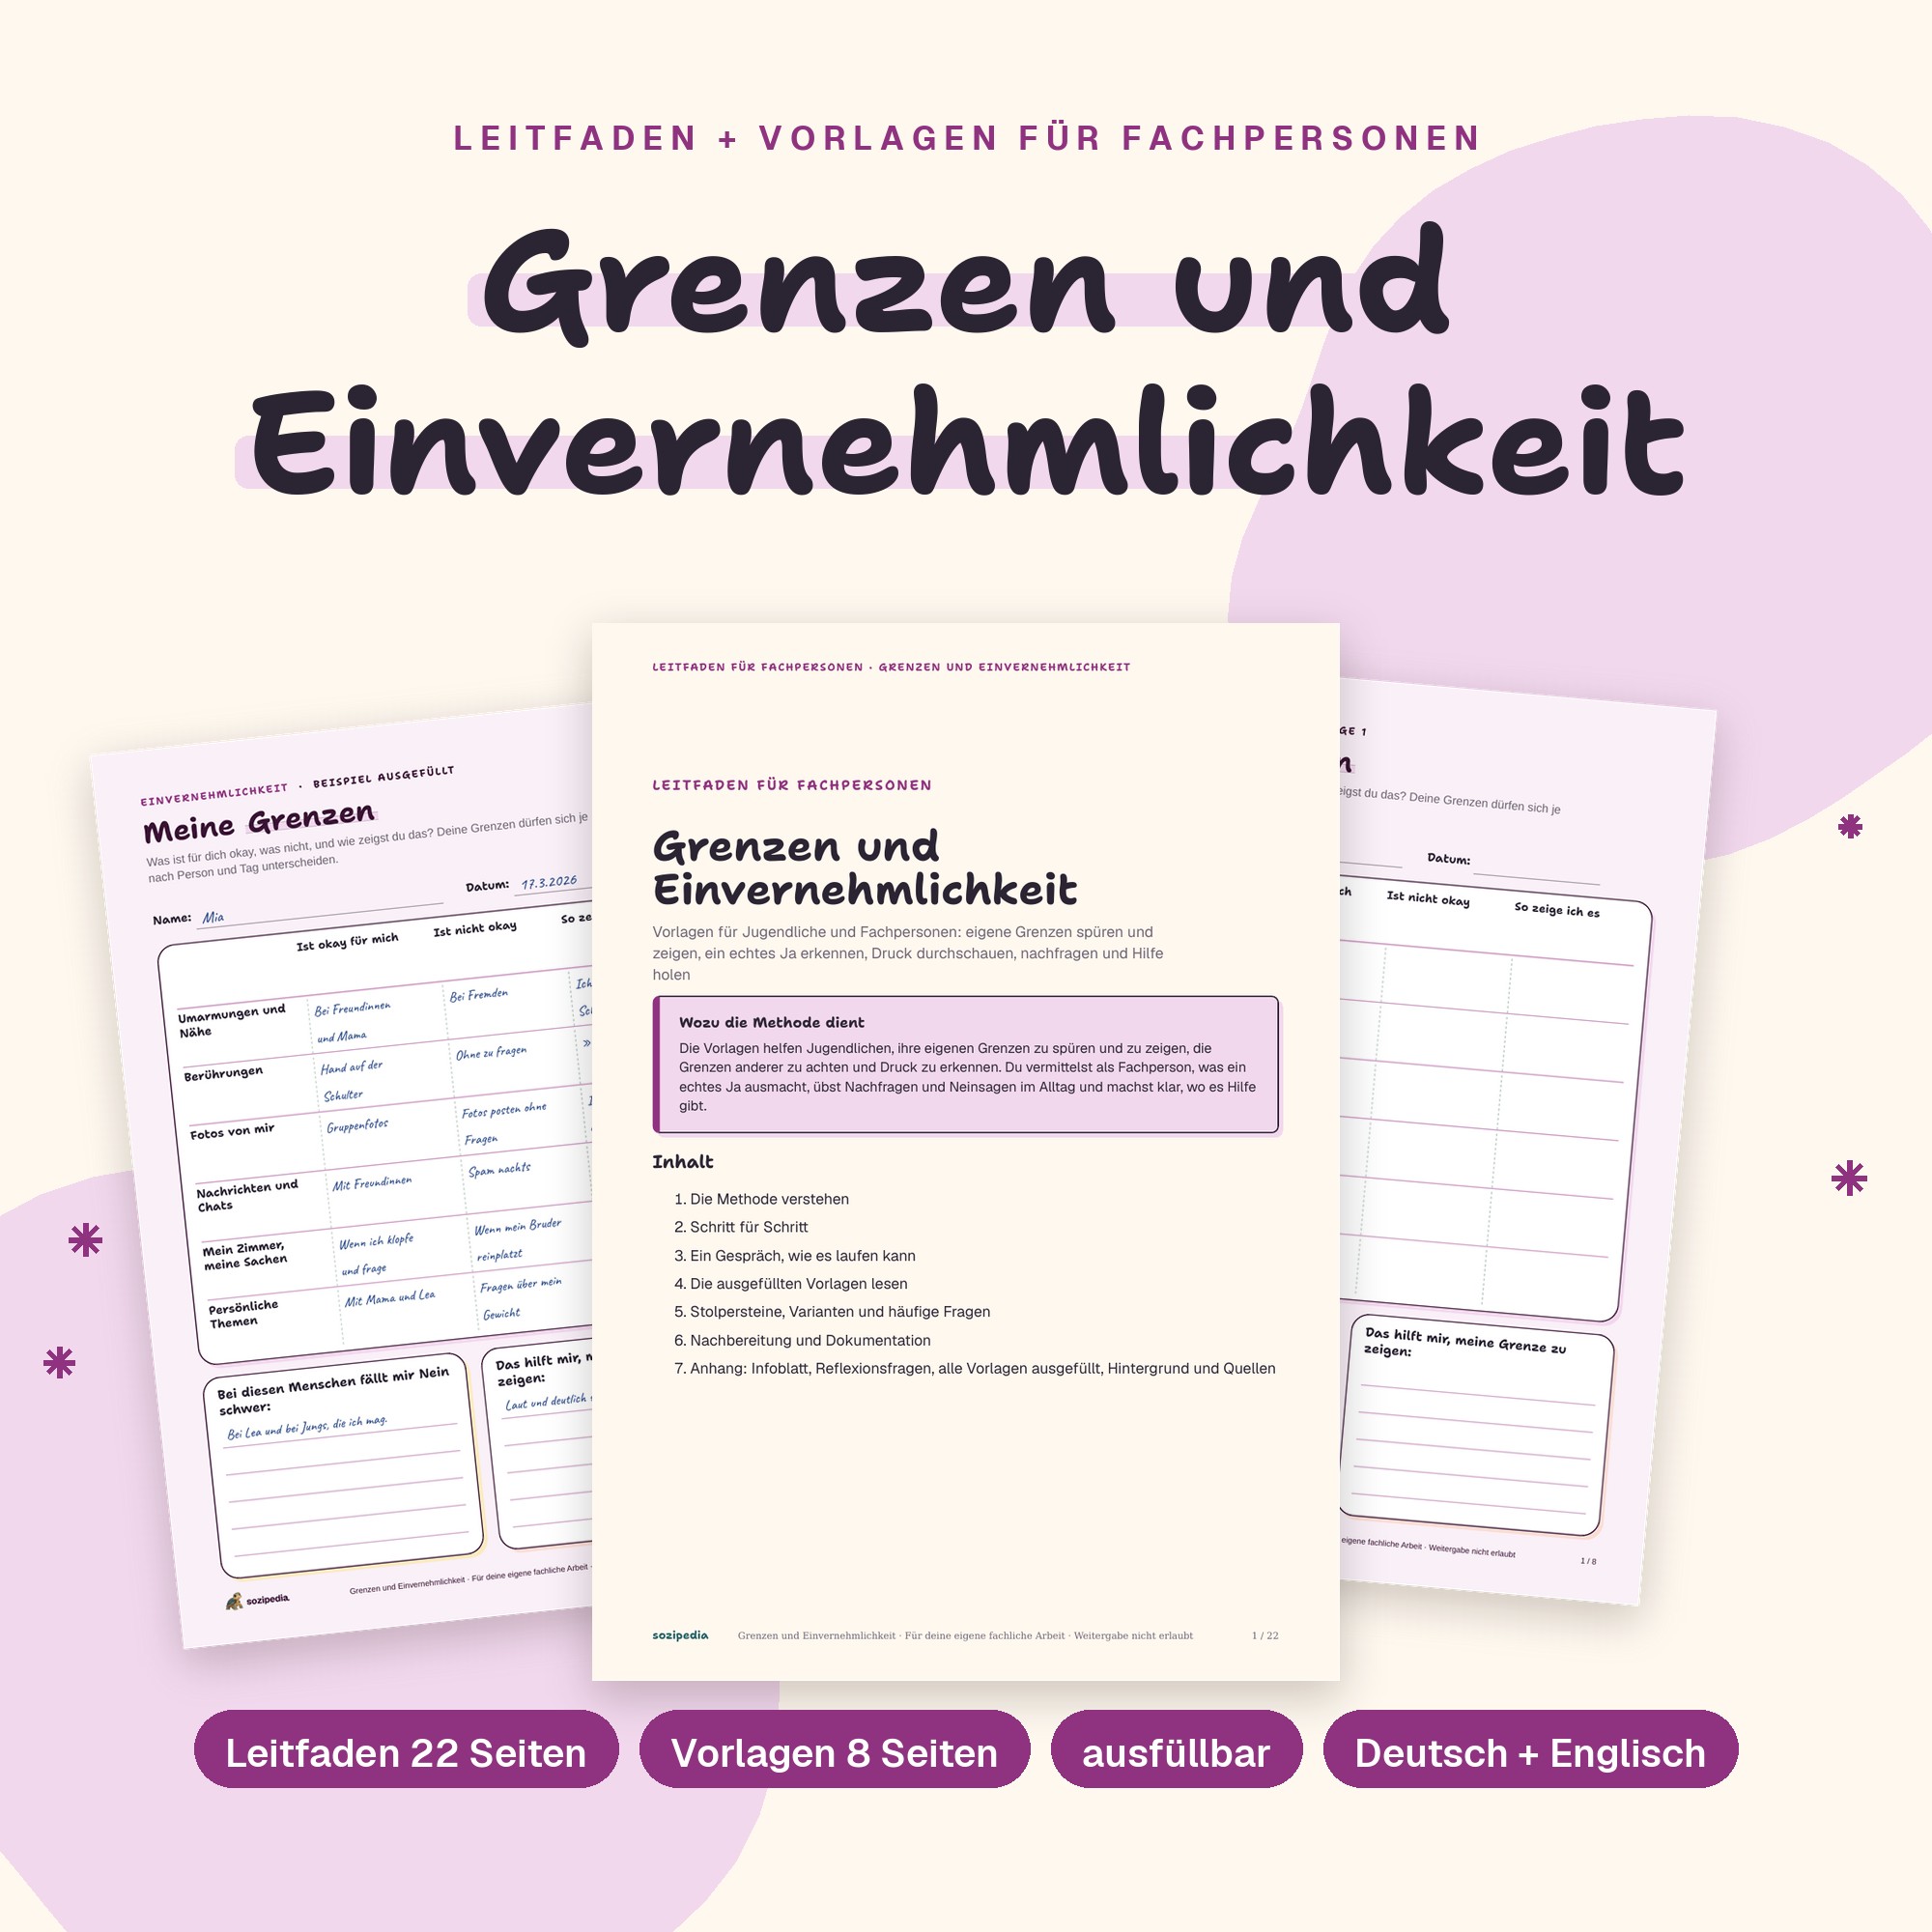 LEITFADEN + VORLAGEN FÜR FACHPERSONEN
Grenzen und
Einvernehmlichkeit
EINVERNEHMLICHKEIT · BEISPIEL AUSGEFÜLLT
Meine Grenzen
Was ist für dich okay, was nicht, und wie zeigst du das? Deine Grenzen dürfen sich je
nach Person und Tag unterscheiden.
Name: Mia
Datum: 17.3.2026
Ist okay für mich
Ist nicht okay
So ze
Umarmungen und
Nähe
Bei Freundinnen
und Mama
Bei Fremden
Ich
Berührungen
Hand auf der
Schulter
Ohne zu fragen
Fotos von mir
Gruppenfotos
Fotos posten ohne
Fragen
Nachrichten und
Chats
Mit Freundinnen
Spam nachts
Mein Zimmer,
meine Sachen
Wenn ich klopfe
und frage
Wenn mein Bruder
reinplatzt
Persönliche
Themen
Mit Mama und Lea
Fragen über mein
Gewicht
Bei diesen Menschen fällt mir Nein
schwer:
Bei Lea und bei Jungs, die ich mag.
Das hilft mir, m
zeigen:
Laut und deutlich
sozipedia
Grenzen und Einvernehmlichkeit · Für deine eigene fachliche Arbeit
LEITFADEN FÜR FACHPERSONEN · GRENZEN UND EINVERNEHMLICHKEIT
LEITFADEN FÜR FACHPERSONEN
Grenzen und
Einvernehmlichkeit
Vorlagen für Jugendliche und Fachpersonen: eigene Grenzen spüren und
zeigen, ein echtes Ja erkennen, Druck durchschauen, nachfragen und Hilfe
holen
Wozu die Methode dient
Die Vorlagen helfen Jugendlichen, ihre eigenen Grenzen zu spüren und zu zeigen, die
Grenzen anderer zu achten und Druck zu erkennen. Du vermittelst als Fachperson, was ein
echtes Ja ausmacht, übst Nachfragen und Neinsagen im Alltag und machst klar, wo es Hilfe
gibt.
Inhalt
1. Die Methode verstehen
2. Schritt für Schritt
3. Ein Gespräch, wie es laufen kann
4. Die ausgefüllten Vorlagen lesen
5. Stolpersteine, Varianten und häufige Fragen
6. Nachbereitung und Dokumentation
7. Anhang: Infoblatt, Reflexionsfragen, alle Vorlagen ausgefüllt, Hintergrund und Quellen
sozipedia
Grenzen und Einvernehmlichkeit · Für deine eigene fachliche Arbeit · Weitergabe nicht erlaubt
1 / 22
GE 1
n
eigst du das? Deine Grenzen dürfen sich je
Datum:
ch
Ist nicht okay
So zeige ich es
Das hilft mir, meine Grenze zu
zeigen:
eigene fachliche Arbeit · Weitergabe nicht erlaubt
1 / 8
Leitfaden 22 Seiten
Vorlagen 8 Seiten
ausfüllbar
Deutsch + Englisch